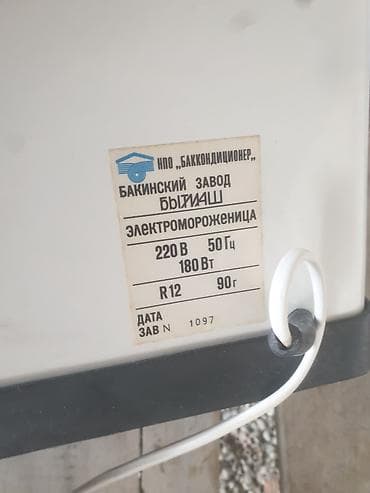 НПО „БАККОНДИЦИОНЕР„
БАКИНСКИЙ ЗАВОД
БЫТМАШ
ЭЛЕКТРОМОРОЖЕНИЦА
220 В 50 Гц
180 Вт
R12 90 г
ДАТА
ЗАВ N 1097